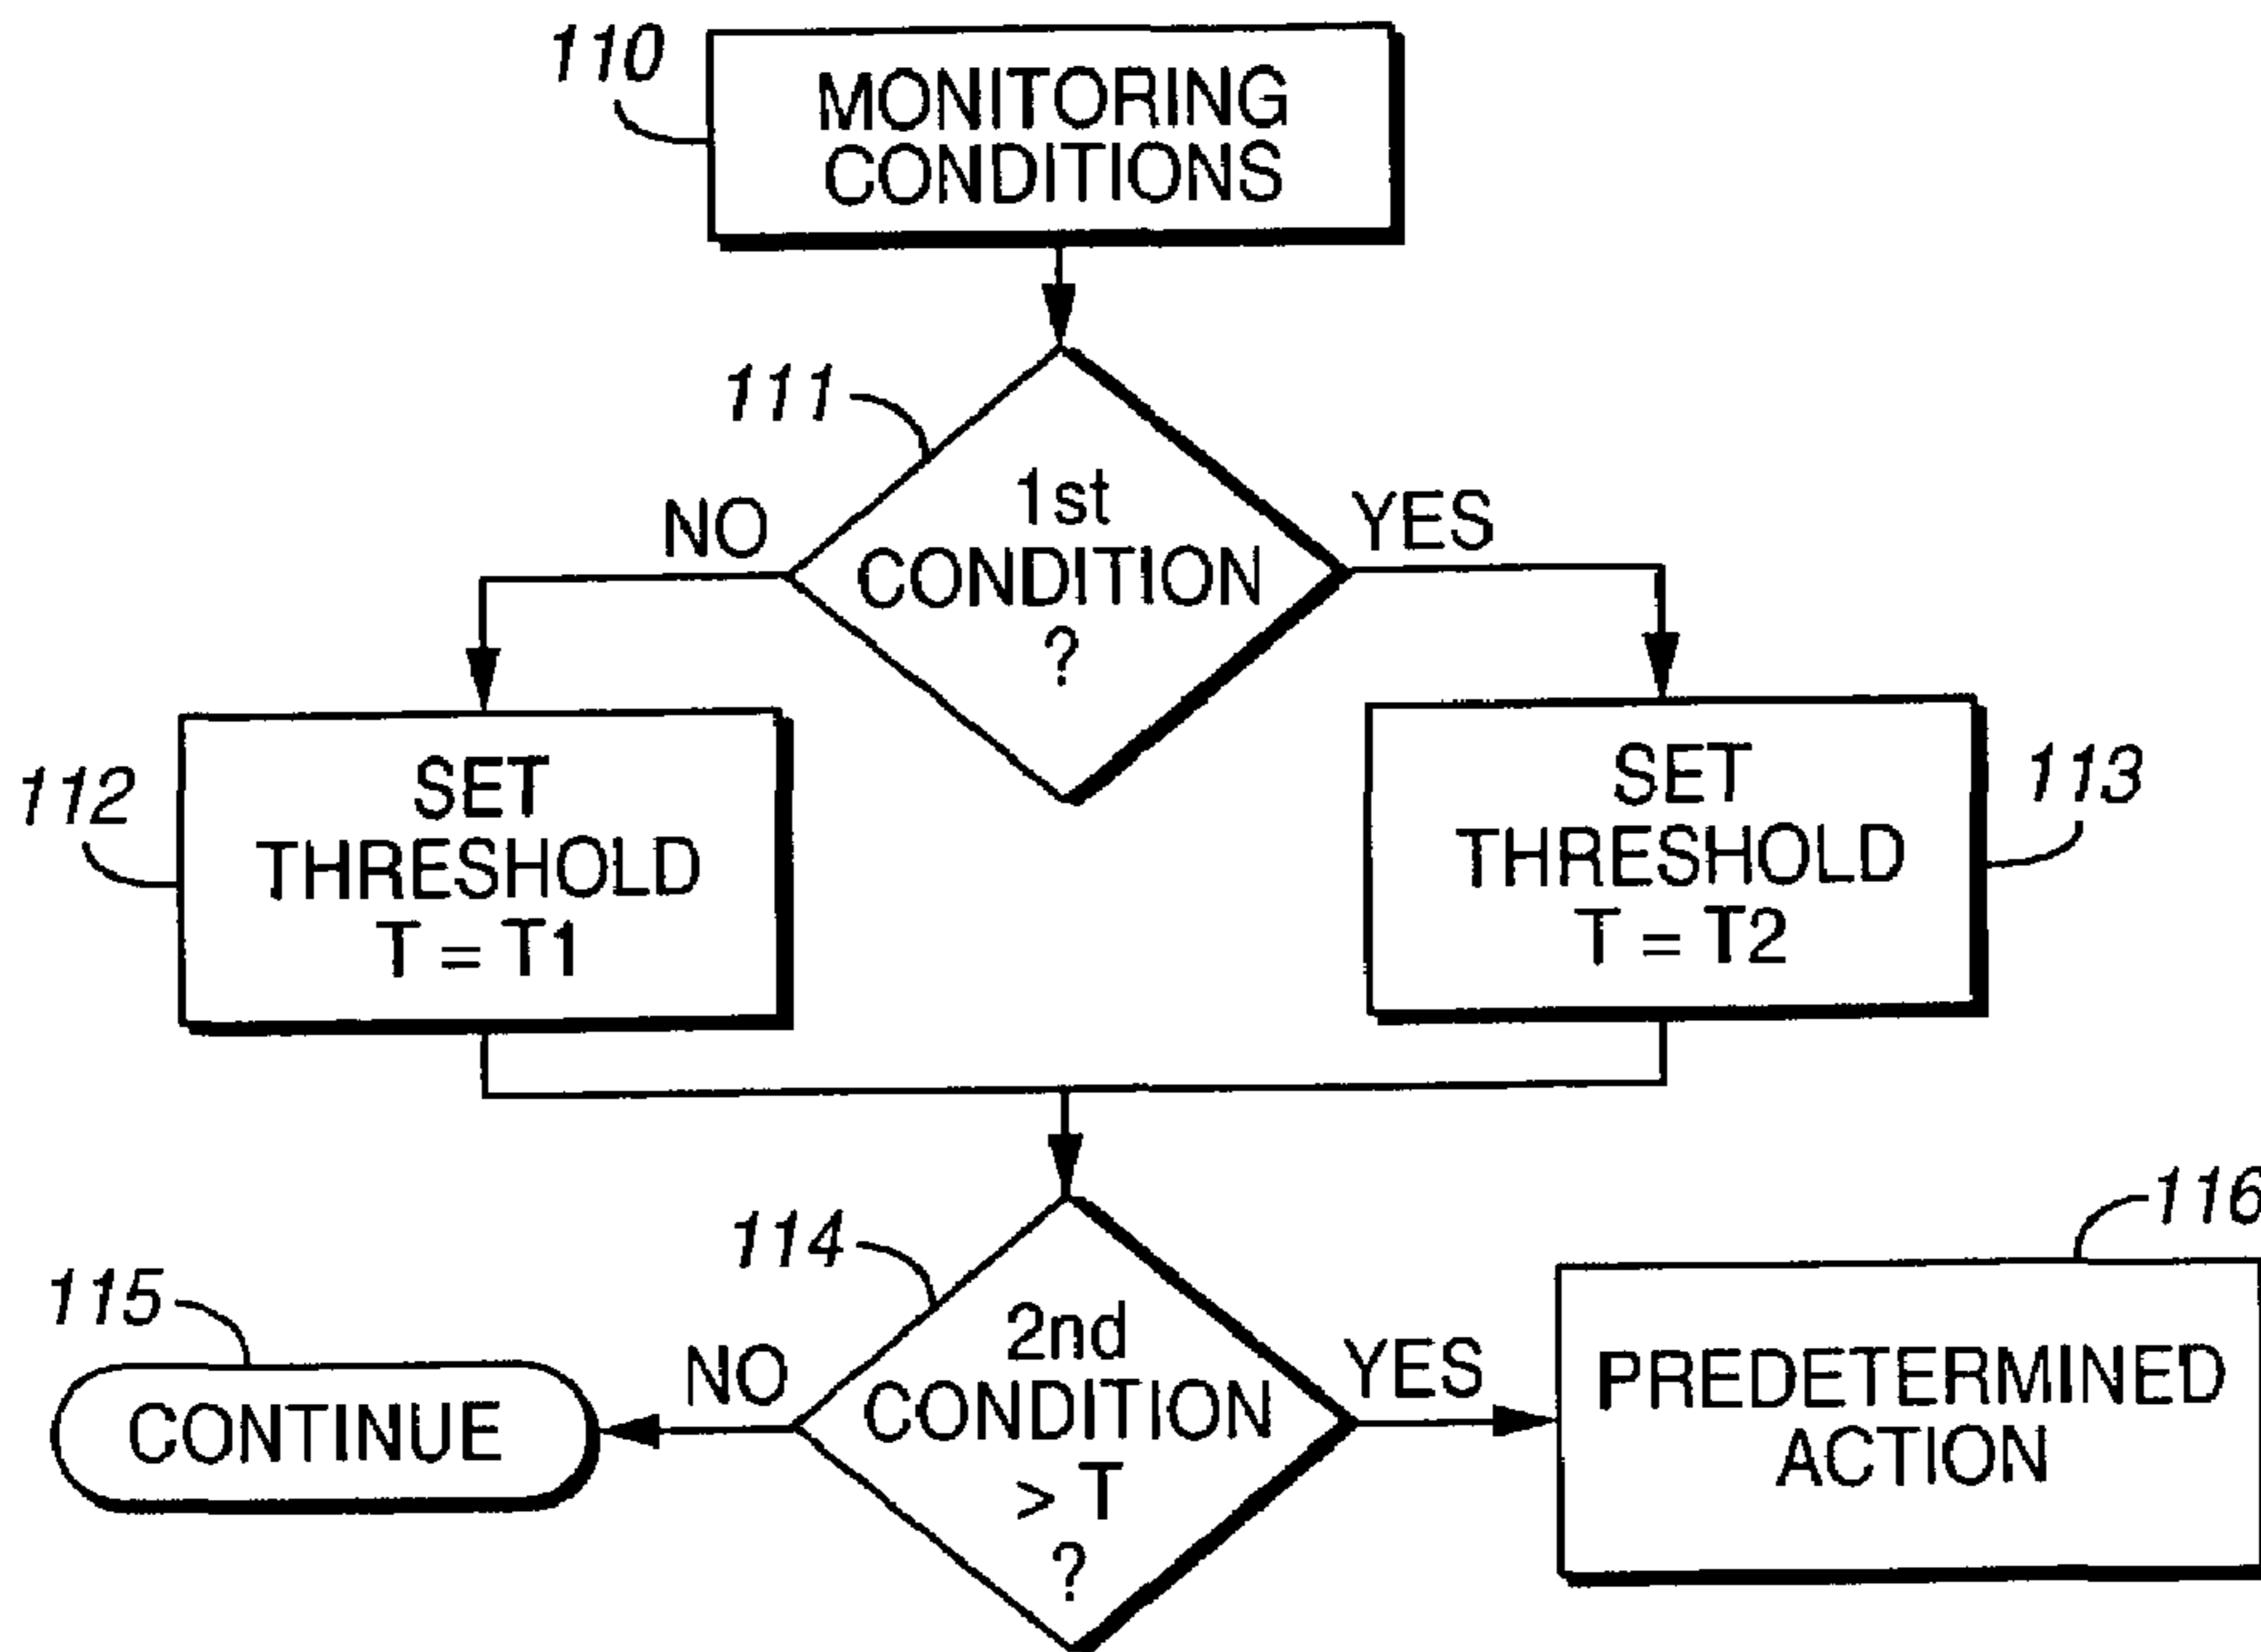 110
MONITORING
CONDITIONS
111
1st
CONDITION
?
NO
YES
112
SET
THRESHOLD
T = T1
SET
THRESHOLD
T = T2
113
114
2nd
CONDITION
> T
?
NO
YES
115
CONTINUE
116
PREDETERMINED
ACTION